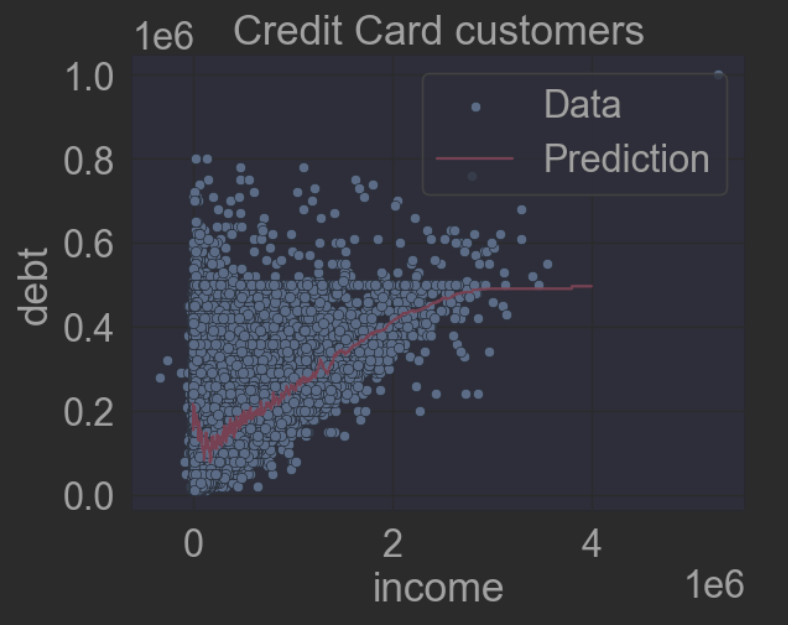 1e6 Credit Card customers
1.0
0.8
0.6
0.4
0.2
0.0
debt
Data
Prediction
0 2 4
income 1e6